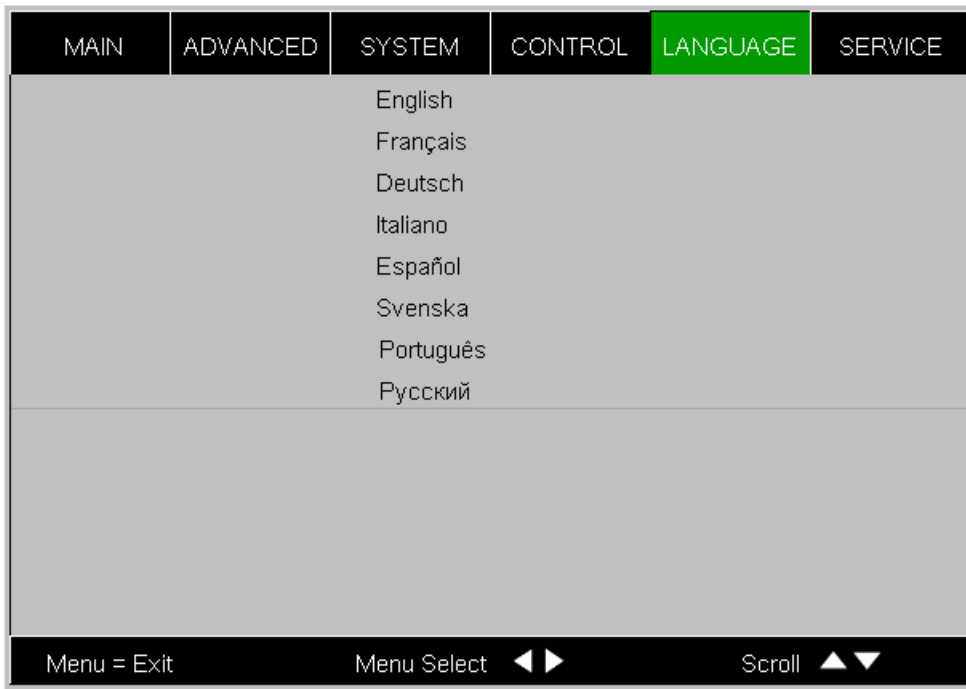 MAIN ADVANCED SYSTEM CONTROL LANGUAGE SERVICE
English
Français
Deutsch
Italiano
Español
Svenska
Português
Русский
Menu = Exit Menu Select ◀ ▶ Scroll ▲ ▼